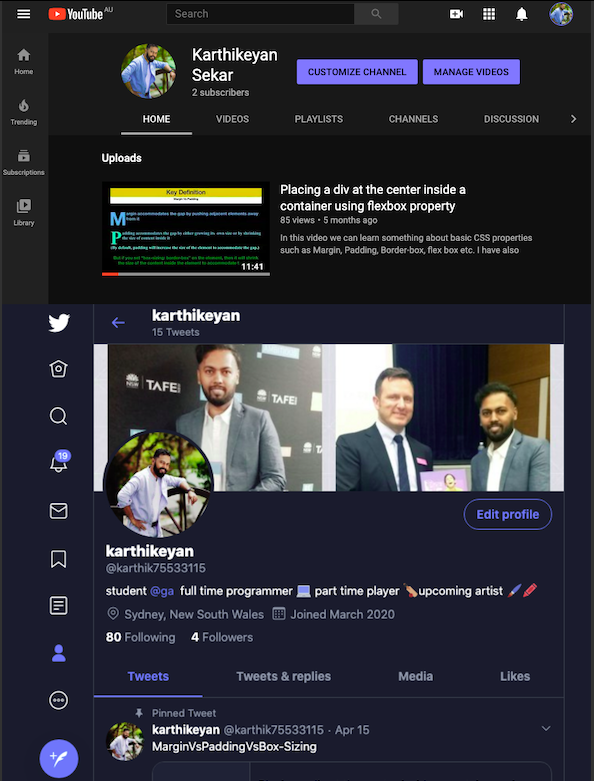 YouTube AU
Search
Home
Trending
Subscriptions
Library
Karthikeyan
Sekar
2 subscribers
CUSTOMIZE CHANNEL
MANAGE VIDEOS
HOME
VIDEOS
PLAYLISTS
CHANNELS
DISCUSSION
Uploads
Key Definition
Margin Vs Padding
Margin accommodates the gap by pushing adjacent elements away
from it
Padding accommodates the gap by either growing its own size or by shrinking
the size of content inside it
(By default, padding will increase the size of the element to accommodate the gap.)
But if you set "box-sizing: border-box" on the element, then it will shrink
the size of the content inside the element to accommodate
11:41
Placing a div at the center inside a
container using flexbox property
85 views • 5 months ago
In this video we can learn something about basic CSS properties
such as Margin, Padding, Border-box, flex box etc. I have also
karthikeyan
15 Tweets
19
NSW
TAFE
NSW
TAFE
Edit profile
karthikeyan
@karthik75533115
student @ga full time programmer 💻 part time player 🏏upcoming artist 🖌️🖍️
Sydney, New South Wales Joined March 2020
80 Following 4 Followers
Tweets
Tweets & replies
Media
Likes
Pinned Tweet
karthikeyan @karthik75533115 · Apr 15
MarginVsPaddingVsBox-Sizing